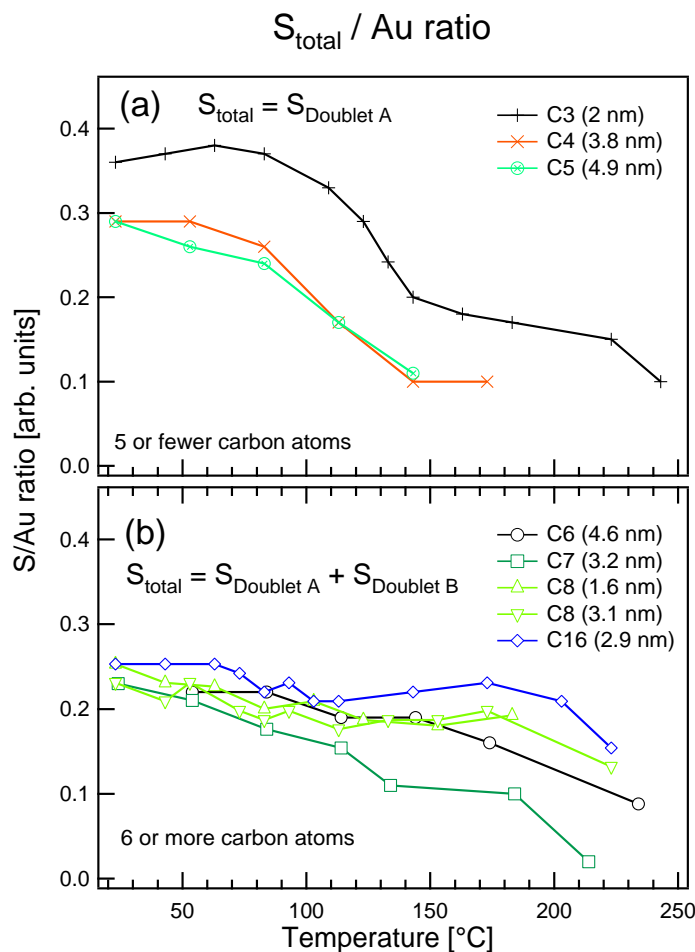 S_total / Au ratio
(a) S_total = S_Doublet A
C3 (2 nm)
C4 (3.8 nm)
C5 (4.9 nm)
0.4
0.3
0.2
0.1
0.0
5 or fewer carbon atoms
S/Au ratio [arb. units]
(b)
S_total = S_Doublet A + S_Doublet B
C6 (4.6 nm)
C7 (3.2 nm)
C8 (1.6 nm)
C8 (3.1 nm)
C16 (2.9 nm)
0.4
0.3
0.2
0.1
0.0
6 or more carbon atoms
50 100 150 200 250
Temperature [°C]